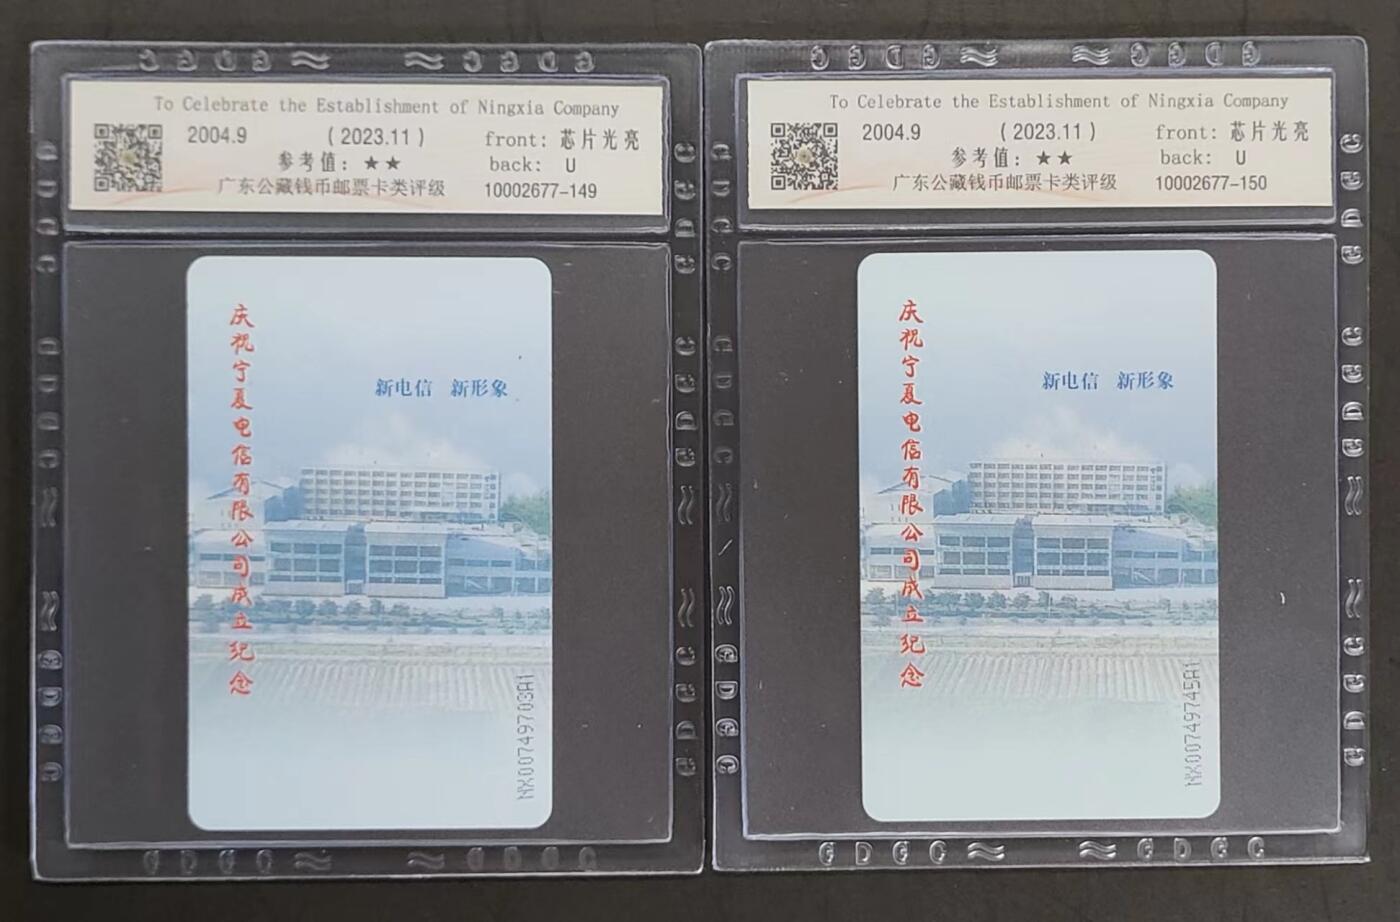 To Celebrate the Establishment of Ningxia Company
2004.9 (2023.11) front: 芯片光亮
参考值: ★★ back: U
广东公藏钱币邮票卡类评级 10002677-149
庆祝宁夏电信有限公司成立纪念
新电信 新形象
NX00749703A1
To Celebrate the Establishment of Ningxia Company
2004.9 (2023.11) front: 芯片光亮
参考值: ★★ back: U
广东公藏钱币邮票卡类评级 10002677-150
庆祝宁夏电信有限公司成立纪念
新电信 新形象
NX00749745A1
GDGC
GDGC